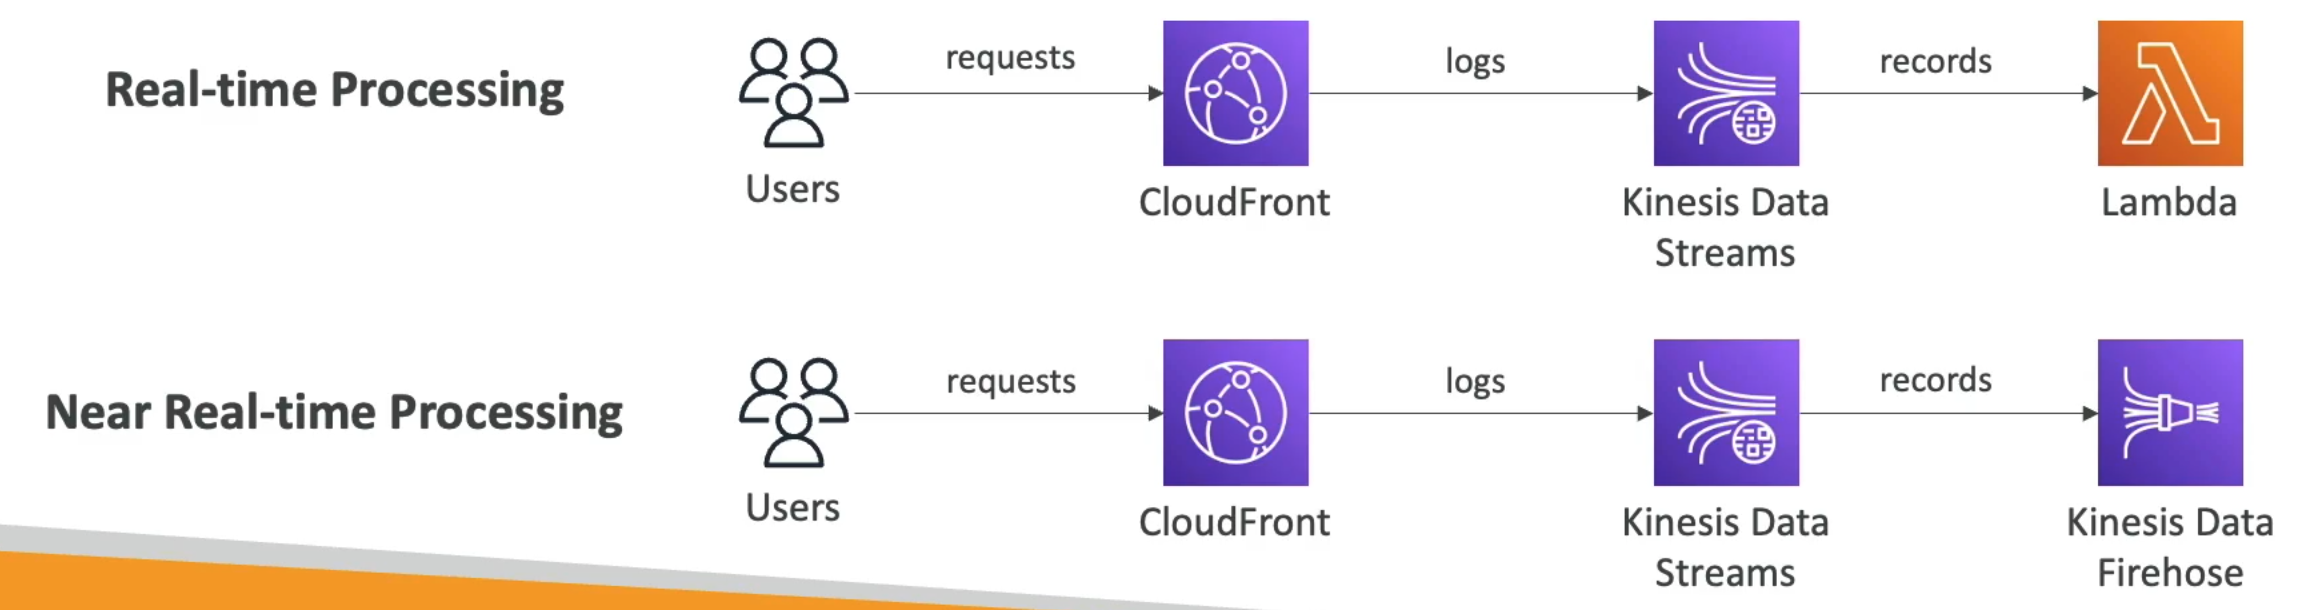 Real-time Processing
requests
logs
records
Users
CloudFront
Kinesis Data
Streams
Lambda
Near Real-time Processing
requests
logs
records
Users
CloudFront
Kinesis Data
Streams
Kinesis Data
Firehose